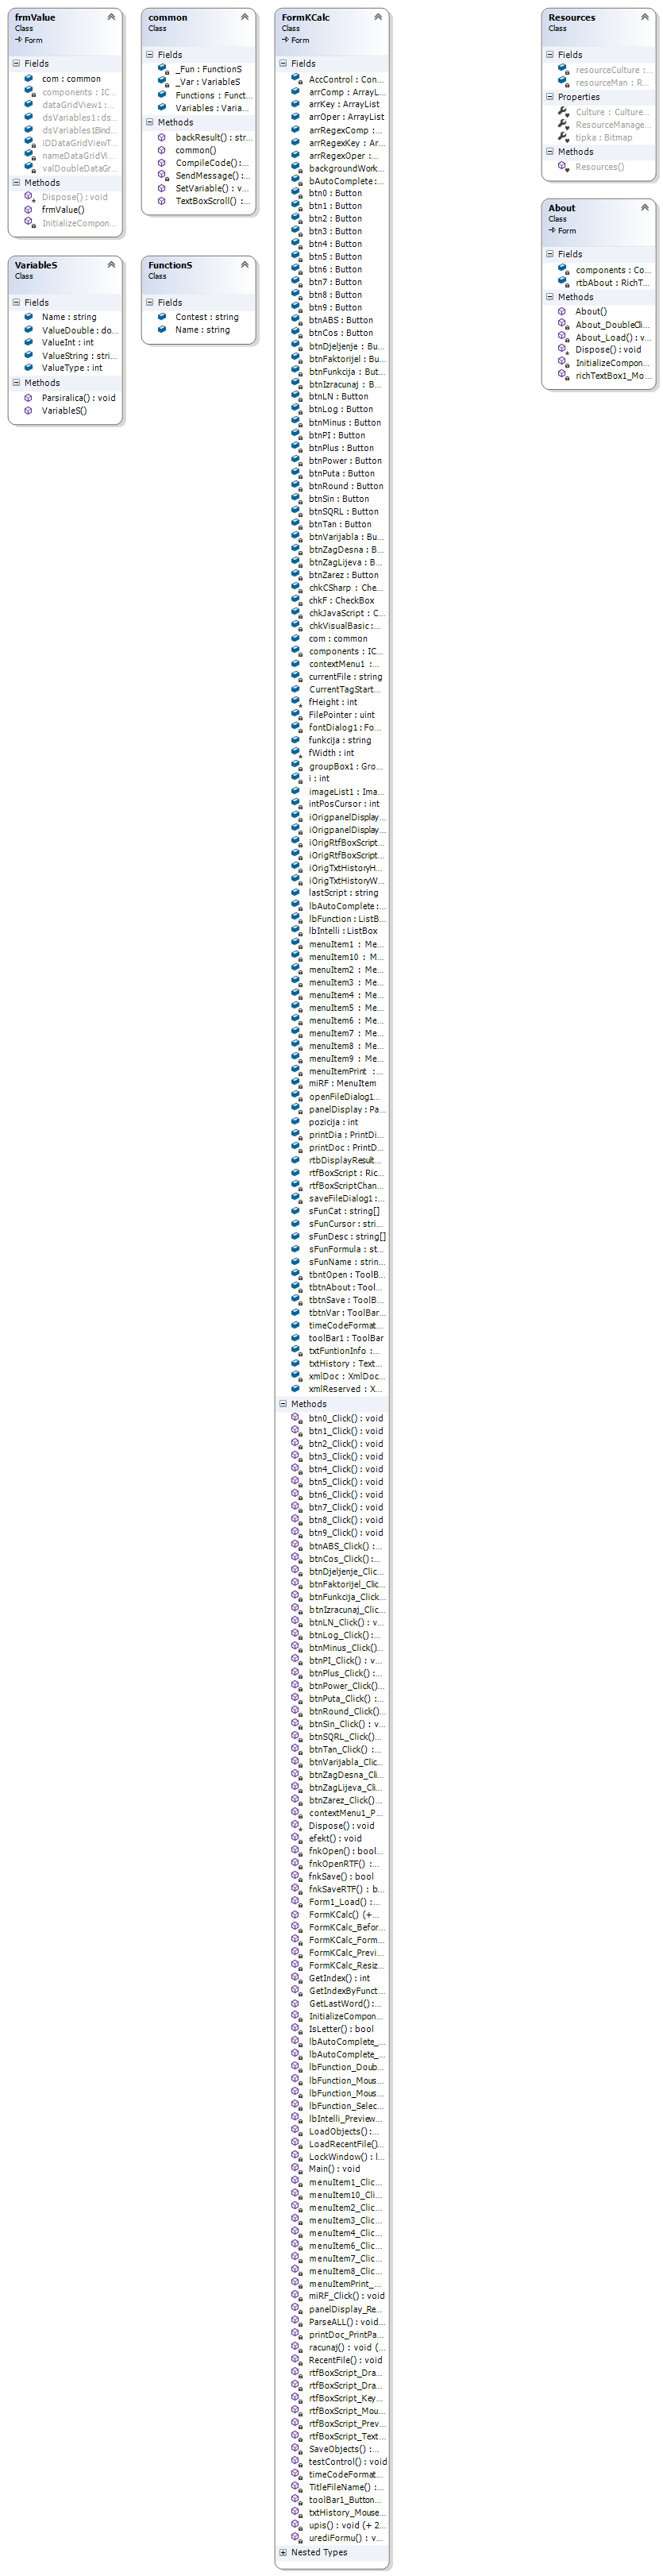 frmValue
Class
Form
Fields
com : common
components : IC...
dataGridView1 :...
dsVariables1 : ds...
dsVariables1Bind...
iDDataGridViewT...
nameDataGridVi...
valDoubleDataGr...
Methods
Dispose() : void
frmValue()
InitializeCompon...
common
Class
Fields
_Fun : FunctionS
_Var : VariableS
Functions : Funct...
Variables : Varia...
Methods
backResult() : str...
common()
CompileCode() :...
SendMessage() :...
SetVariable() : v...
TextBoxScroll() :...
FormKCalc
Class
Form
Fields
AccControl : Con...
arrComp : ArrayL...
arrKey : ArrayList
arrOper : ArrayList
arrRegexComp :...
arrRegexKey : Ar...
arrRegexOper :...
backgroundWork...
bAutoComplete :...
btn0 : Button
btn1 : Button
btn2 : Button
btn3 : Button
btn4 : Button
btn5 : Button
btn6 : Button
btn7 : Button
btn8 : Button
btn9 : Button
btnABS : Button
btnCos : Button
btnDjeljenje : Bu...
btnFaktorijel : Bu...
btnFunkcija : But...
btnIzracunaj : B...
btnLN : Button
btnLog : Button
btnMinus : Button
btnPI : Button
btnPlus : Button
btnPower : Button
btnPuta : Button
btnRound : Button
btnSin : Button
btnSQRL : Button
btnTan : Button
btnVarijabla : Bu...
btnZagDesna : B...
btnZagLijeva : B...
btnZarez : Button
chkCSharp : Che...
chkF : CheckBox
chkJavaScript : C...
chkVisualBasic :...
com : common
components : IC...
contextMenu1 :...
currentFile : string
CurrentTagStart...
fHeight : int
FilePointer : uint
fontDialog1 : Fo...
funkcija : string
fWidth : int
groupBox1 : Gro...
i : int
imageList1 : Ima...
intPosCursor : int
iOrigpanelDisplay...
iOrigpanelDisplay...
iOrigRtfBoxScript...
iOrigRtfBoxScript...
iOrigTxtHistoryH...
iOrigTxtHistoryW...
lastScript : string
lbAutoComplete :...
lbFunction : ListB...
lbIntelli : ListBox
menuItem1 : Me...
menuItem10 : M...
menuItem2 : Me...
menuItem3 : Me...
menuItem4 : Me...
menuItem5 : Me...
menuItem6 : Me...
menuItem7 : Me...
menuItem8 : Me...
menuItem9 : Me...
menuItemPrint :...
miRF : MenuItem
openFileDialog1...
panelDisplay : Pa...
pozicija : int
printDia : PrintDi...
printDoc : PrintD...
rtbDisplayResult...
rtfBoxScript : Ric...
rtfBoxScriptChan...
saveFileDialog1 :...
sFunCat : string[]
sFunCursor : stri...
sFunDesc : string[]
sFunFormula : st...
sFunName : strin...
tbntOpen : ToolB...
tbtnAbout : Tool...
tbtnSave : ToolB...
tbtnVar : ToolBar...
timeCodeFormat...
toolBar1 : ToolBar
txtFuntionInfo :...
txtHistory : Text...
xmlDoc : XmlDoc...
xmlReserved : X...
Methods
btn0_Click() : void
btn1_Click() : void
btn2_Click() : void
btn3_Click() : void
btn4_Click() : void
btn5_Click() : void
btn6_Click() : void
btn7_Click() : void
btn8_Click() : void
btn9_Click() : void
btnABS_Click() :...
btnCos_Click() :...
btnDjeljenje_Clic...
btnFaktorijel_Clic...
btnFunkcija_Click...
btnIzracunaj_Clic...
btnLN_Click() : v...
btnLog_Click() :...
btnMinus_Click()...
btnPI_Click() : v...
btnPlus_Click() :...
btnPower_Click()...
btnPuta_Click() :...
btnRound_Click()...
btnSin_Click() : v...
btnSQRL_Click()...
btnTan_Click() :...
btnVarijabla_Clic...
btnZagDesna_Cli...
btnZagLijeva_Cli...
btnZarez_Click()...
contextMenu1_P...
Dispose() : void
efekt() : void
fnkOpen() : bool...
fnkOpenRTF() :...
fnkSave() : bool
fnkSaveRTF() : b...
Form1_Load() :...
FormKCalc() (+...
FormKCalc_Befor...
FormKCalc_Form...
FormKCalc_Previ...
FormKCalc_Resiz...
GetIndex() : int
GetIndexByFunct...
GetLastWord() :...
InitializeCompon...
IsLetter() : bool
lbAutoComplete_...
lbAutoComplete_...
lbFunction_Doub...
lbFunction_Mous...
lbFunction_Mous...
lbFunction_Selec...
lbIntelli_Preview...
LoadObjects() :...
LoadRecentFile()...
LockWindow() : l...
Main() : void
menuItem1_Clic...
menuItem10_Cli...
menuItem2_Clic...
menuItem3_Clic...
menuItem4_Clic...
menuItem6_Clic...
menuItem7_Clic...
menuItem8_Clic...
menuItemPrint_...
miRF_Click() : void
panelDisplay_Re...
ParseALL() : void...
printDoc_PrintPa...
racunaj() : void (...
RecentFile() : void
rtfBoxScript_Dra...
rtfBoxScript_Dra...
rtfBoxScript_Key...
rtfBoxScript_Mou...
rtfBoxScript_Prev...
rtfBoxScript_Text...
SaveObjects() :...
testControl() : void
timeCodeFormat...
TitleFileName() :...
toolBar1_Button...
txtHistory_Mouse...
upis() : void (+ 2...
urediFormu() : v...
Nested Types
Resources
Class
Fields
resourceCulture :...
resourceMan : R...
Properties
Culture : Culture...
ResourceManage...
tipka : Bitmap
Methods
Resources()
About
Class
Form
Fields
components : Co...
rtbAbout : RichT...
Methods
About()
About_DoubleCli...
About_Load() : v...
Dispose() : void
InitializeCompon...
richTextBox1_Mo...
VariableS
Class
Fields
Name : string
ValueDouble : do...
ValueInt : int
ValueString : stri...
ValueType : int
Methods
Parsiralica() : void
VariableS()
FunctionS
Class
Fields
Contest : string
Name : string